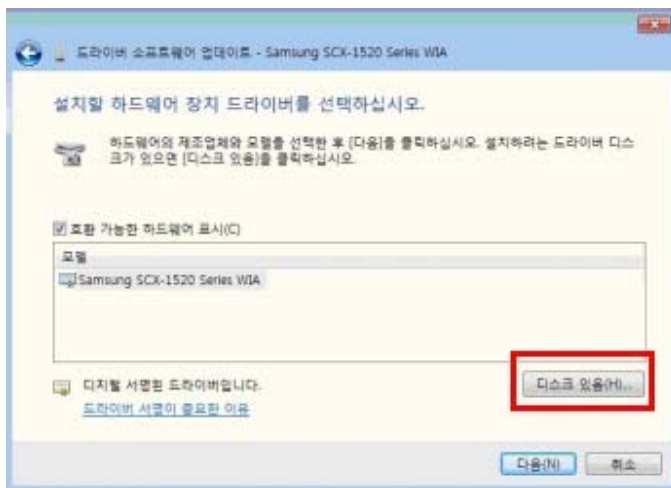 드라이버 소프트웨어 업데이트 - Samsung SCX-1520 Series WIA
설치할 하드웨어 장치 드라이버를 선택하십시오.
하드웨어의 제조업체와 모델을 선택한 후 [다음]을 클릭하십시오. 설치하려는 드라이버 디스
크가 있으면 [디스크 있음]을 클릭하십시오.
호환 가능한 하드웨어 표시(C)
모델
Samsung SCX-1520 Series WIA
디지털 서명된 드라이버입니다.
디스크 있음(H)...
드라이버 서명이 중요한 이유
다음(N)
취소